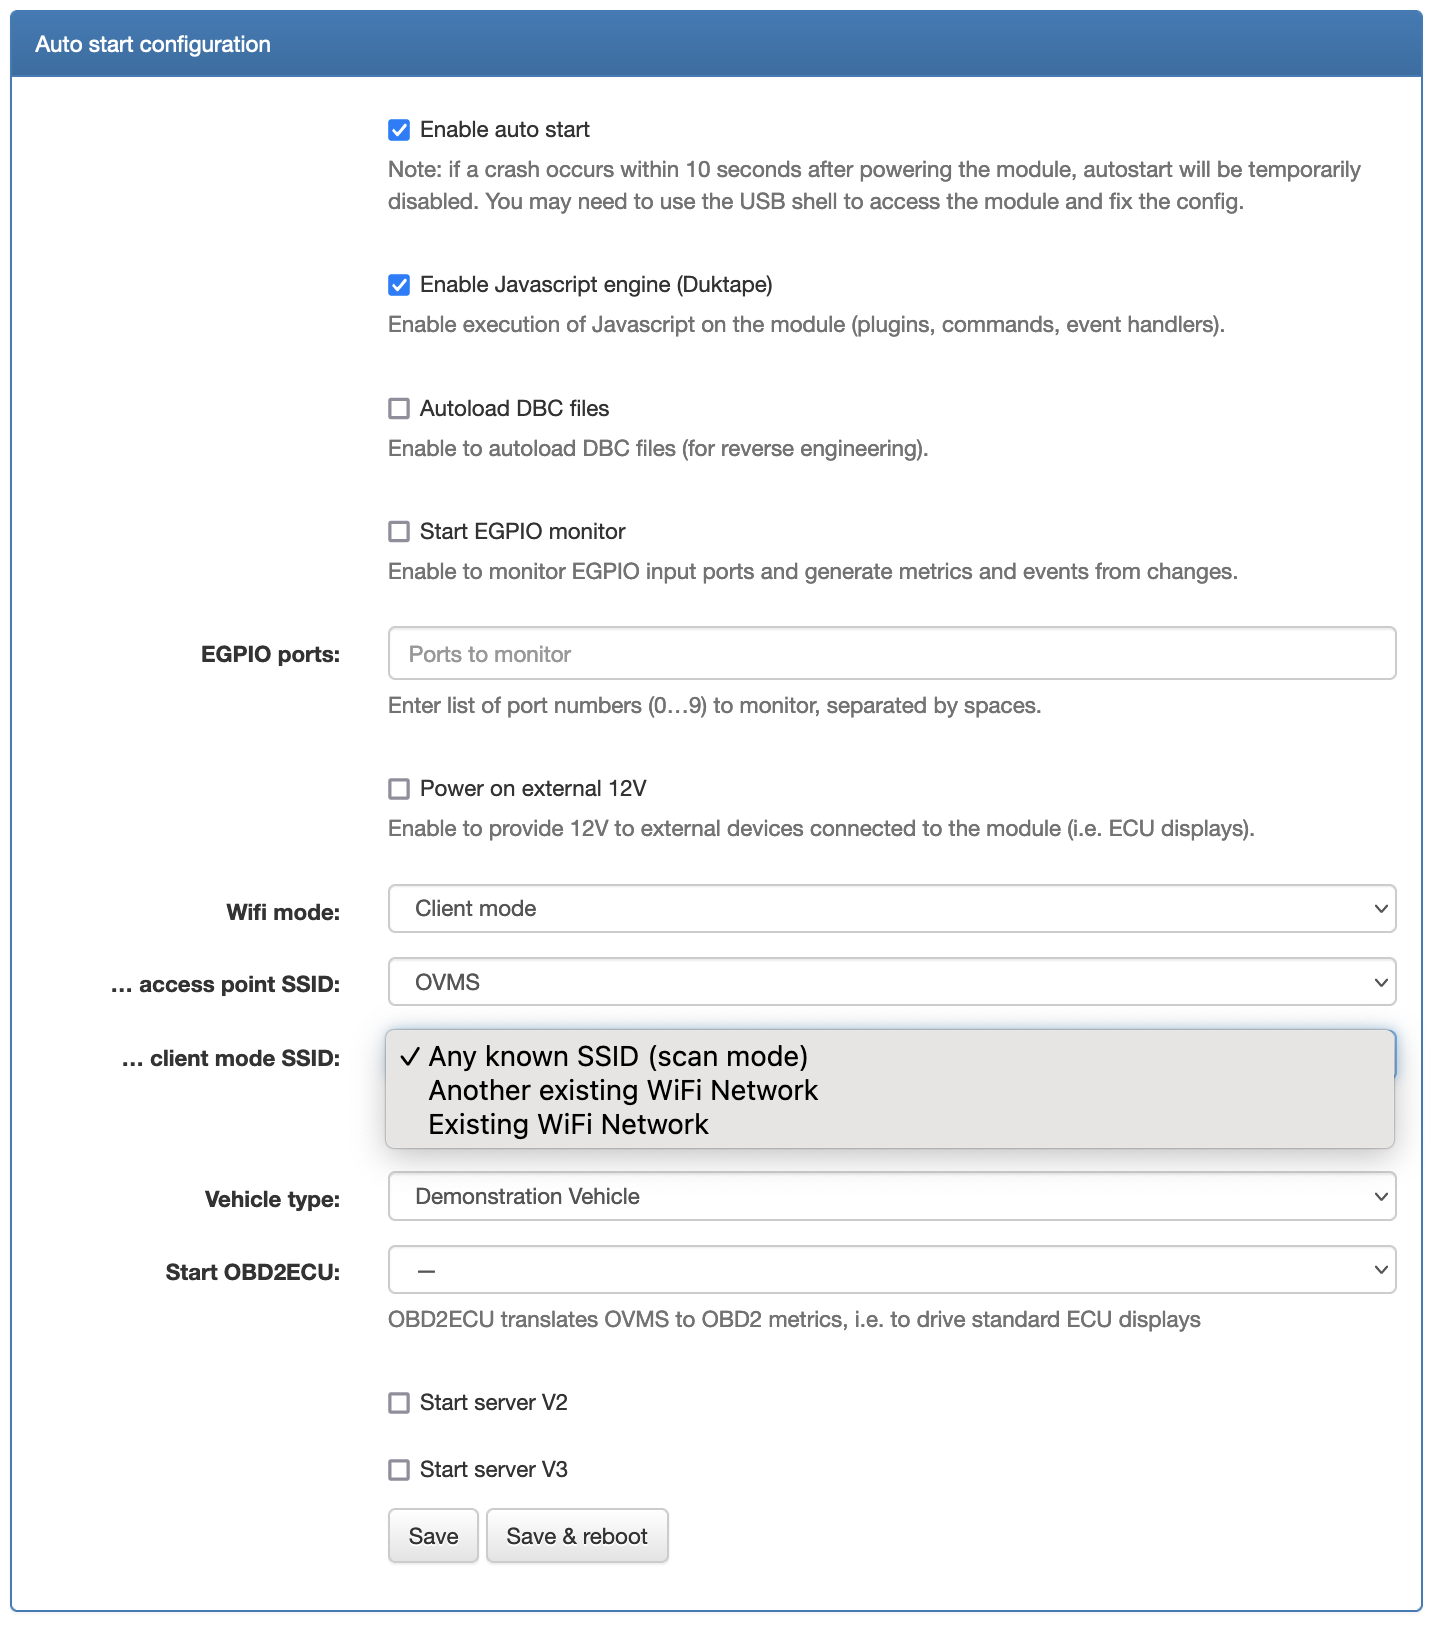 Auto start configuration
Enable auto start
Note: if a crash occurs within 10 seconds after powering the module, autostart will be temporarily
disabled. You may need to use the USB shell to access the module and fix the config.
Enable Javascript engine (Duktape)
Enable execution of Javascript on the module (plugins, commands, event handlers).
Autoload DBC files
Enable to autoload DBC files (for reverse engineering).
Start EGPIO monitor
Enable to monitor EGPIO input ports and generate metrics and events from changes.
EGPIO ports: Ports to monitor
Enter list of port numbers (0…9) to monitor, separated by spaces.
Power on external 12V
Enable to provide 12V to external devices connected to the module (i.e. ECU displays).
Wifi mode: Client mode
… access point SSID: OVMS
… client mode SSID: ✓ Any known SSID (scan mode)
Another existing WiFi Network
Existing WiFi Network
Vehicle type: Demonstration Vehicle
Start OBD2ECU: —
OBD2ECU translates OVMS to OBD2 metrics, i.e. to drive standard ECU displays
Start server V2
Start server V3
Save Save & reboot